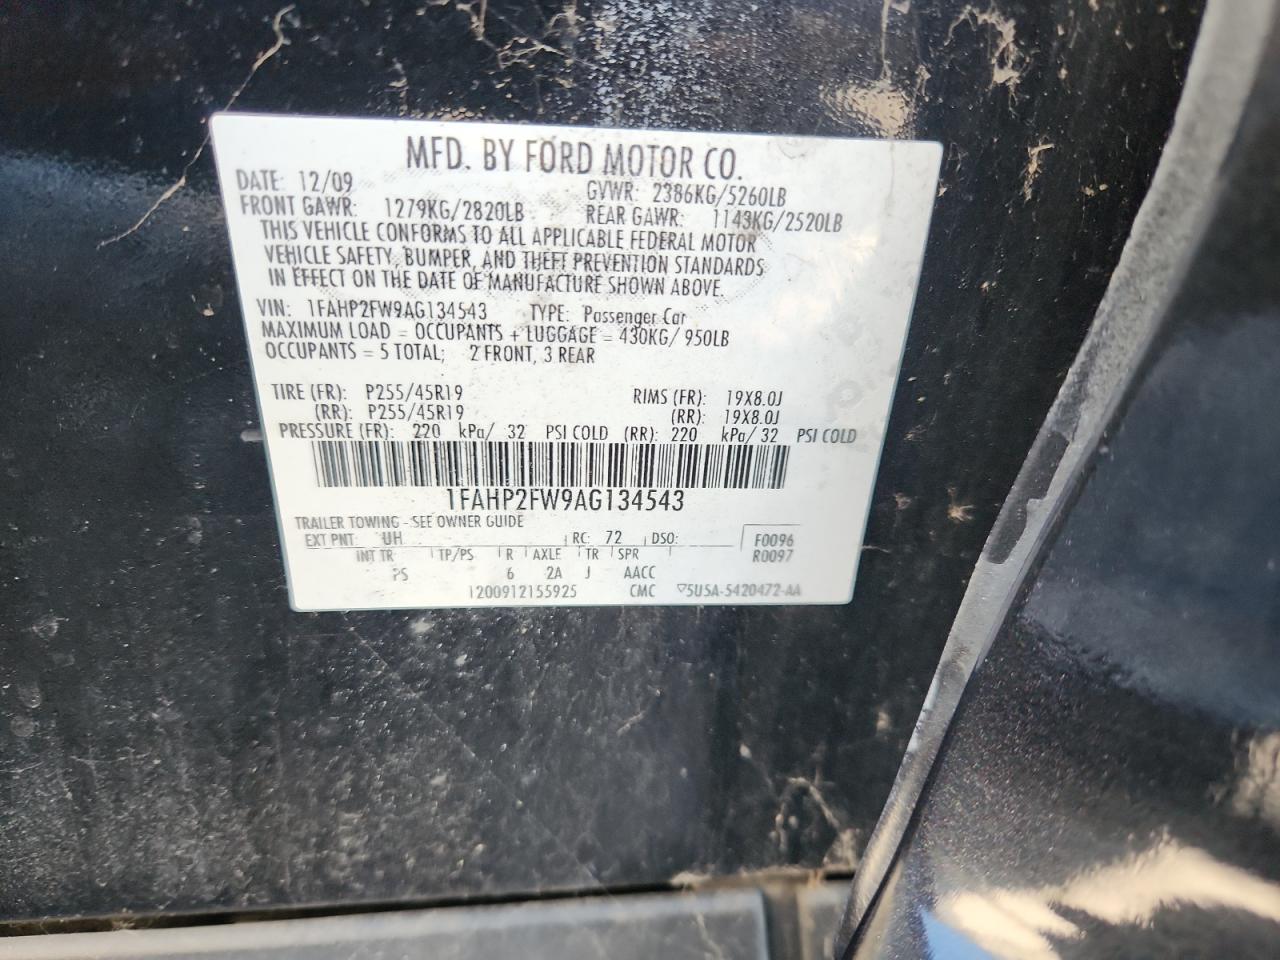 MFD. BY FORD MOTOR CO.
DATE: 12/09 GVWR: 2386KG/5260LB
FRONT GAWR: 1279KG/2820LB REAR GAWR: 1143KG/2520LB
THIS VEHICLE CONFORMS TO ALL APPLICABLE FEDERAL MOTOR
VEHICLE SAFETY, BUMPER, AND THEFT PREVENTION STANDARDS
IN EFFECT ON THE DATE OF MANUFACTURE SHOWN ABOVE.
VIN: 1FAHP2FW9AG134543 TYPE: Passenger Car
MAXIMUM LOAD = OCCUPANTS + LUGGAGE = 430KG/ 950LB
OCCUPANTS = 5 TOTAL; 2 FRONT, 3 REAR
TIRE (FR): P255/45R19 RIMS (FR): 19X8.0J
(RR): P255/45R19 (RR): 19X8.0J
PRESSURE (FR): 220 kPa/ 32 PSI COLD (RR): 220 kPa/ 32 PSI COLD
1FAHP2FW9AG134543
TRAILER TOWING - SEE OWNER GUIDE
EXT PNT: UH RC: 72 DSO: F0096
INT TR TP/PS R AXLE TR SPR R0097
PS 6 2A J AACC
1200912155925 CMC ▽5USA-5420472-AA